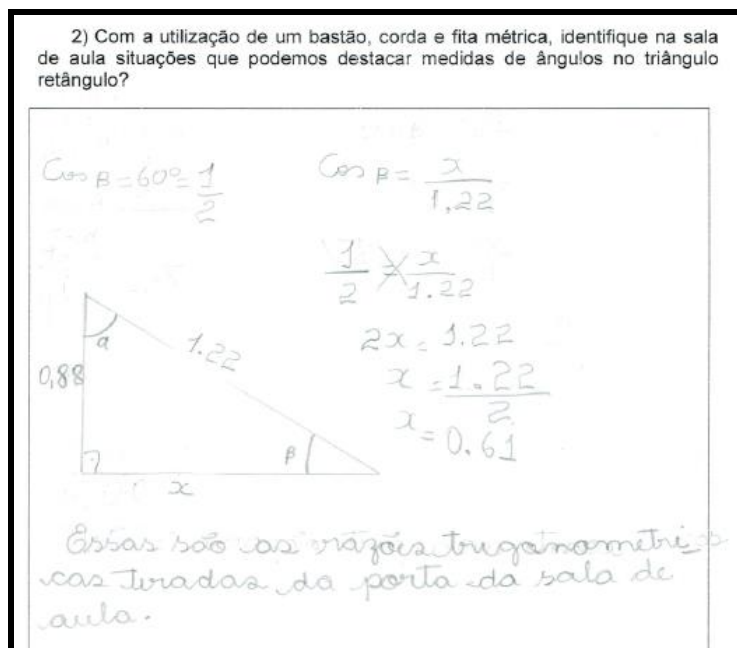 2) Com a utilização de um bastão, corda e fita métrica, identifique na sala
de aula situações que podemos destacar medidas de ângulos no triângulo
retângulo?
Cos β = 60º = 1/2
Cos β = x/1,22
1/2 = x/1.22
2x = 1.22
x = 1.22/2
x = 0.61
a
1.22
0,88
β
x
Essas são as razões trigonometri
cas tiradas da porta da sala de
aula.